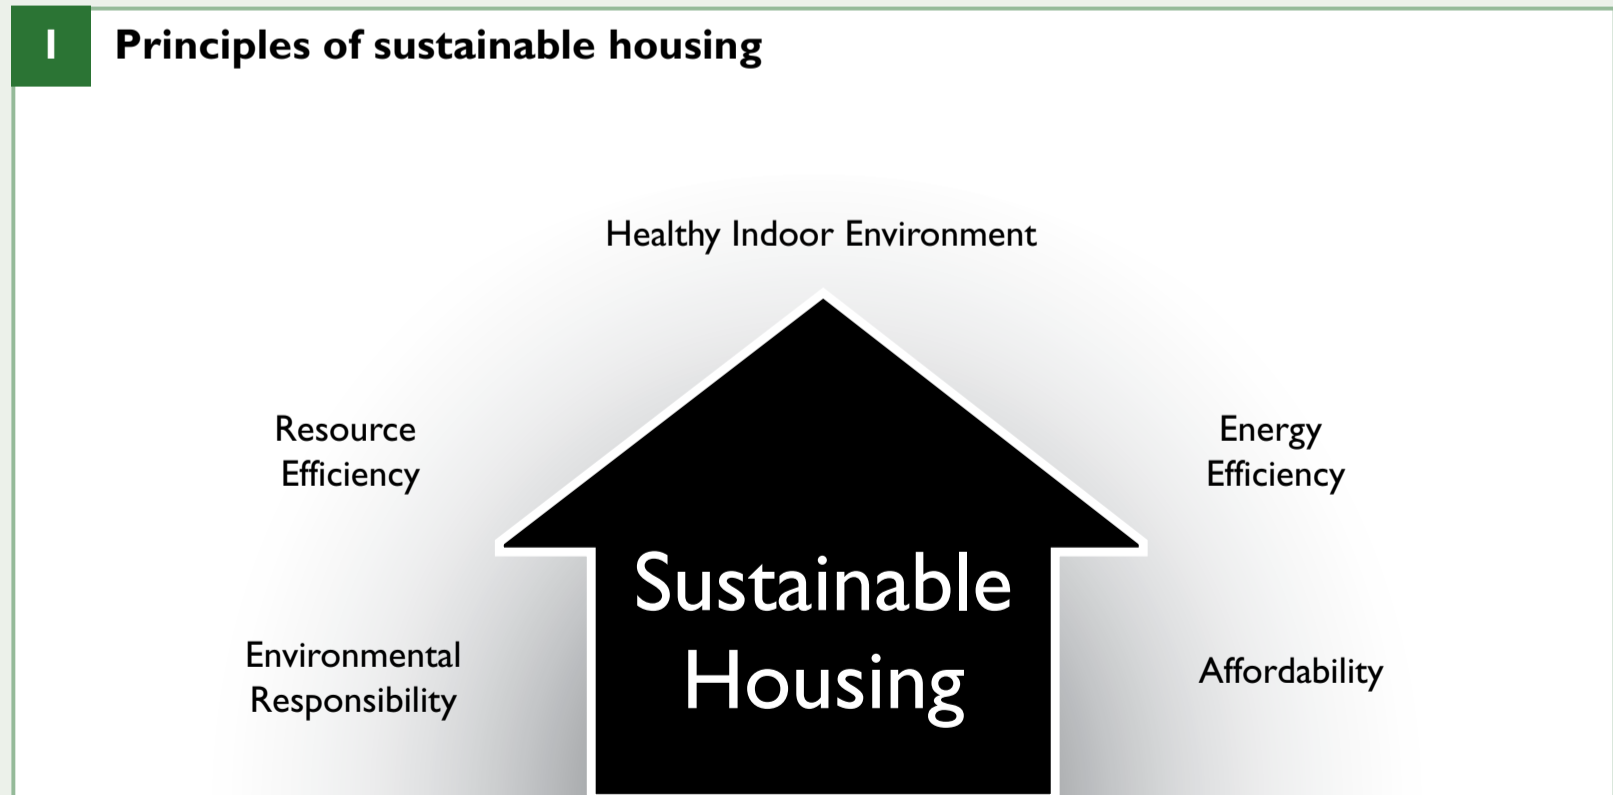 1 Principles of sustainable housing
Healthy Indoor Environment
Resource
Efficiency
Energy
Efficiency
Sustainable
Housing
Environmental
Responsibility
Affordability